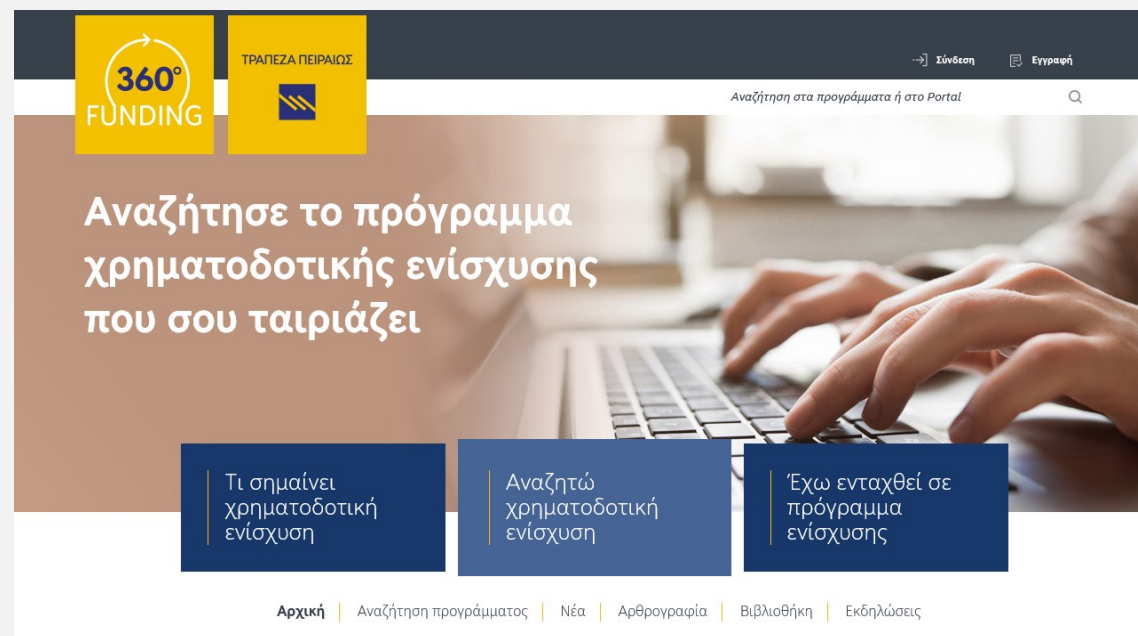 360°
FUNDING
ΤΡΑΠΕΖΑ ΠΕΙΡΑΙΩΣ
Σύνδεση
Εγγραφή
Αναζήτηση στα προγράμματα ή στο Portal
Αναζήτησε το πρόγραμμα
χρηματοδοτικής ενίσχυσης
που σου ταιριάζει
Τι σημαίνει
χρηματοδοτική
ενίσχυση
Αναζητώ
χρηματοδοτική
ενίσχυση
Έχω ενταχθεί σε
πρόγραμμα
ενίσχυσης
Αρχική | Αναζήτηση προγράμματος | Νέα | Αρθρογραφία | Βιβλιοθήκη | Εκδηλώσεις